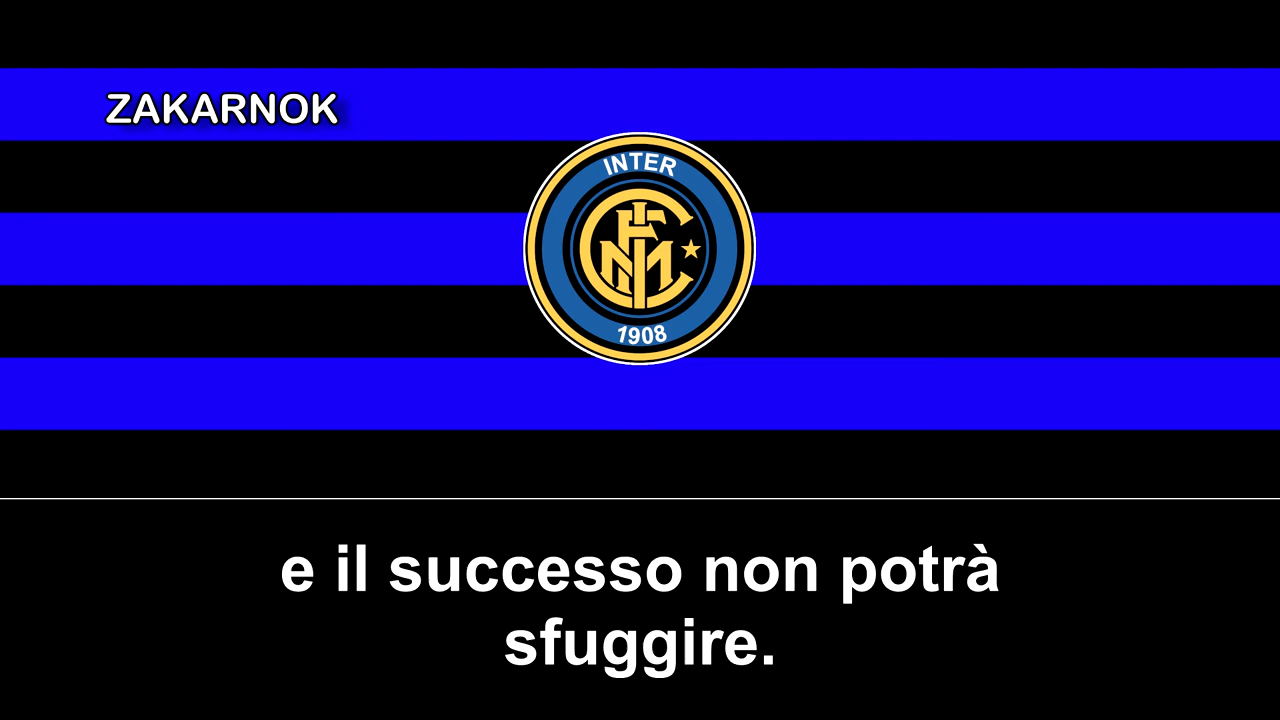 ZAKARNOK
INTER
1908
e il successo non potrà
sfuggire.